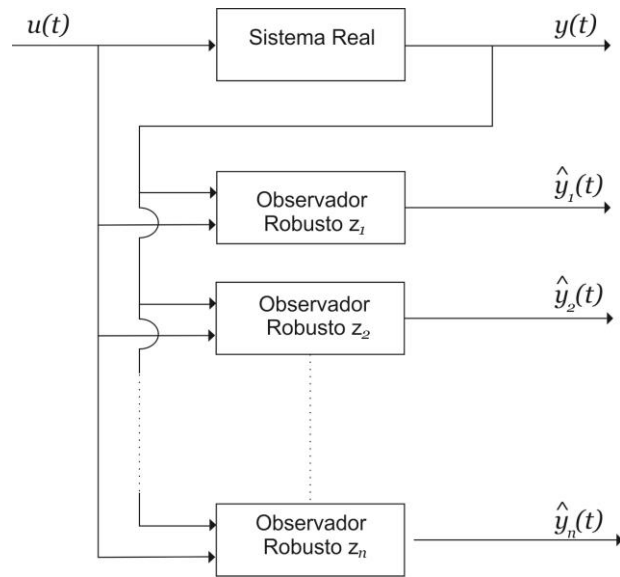 u(t)
Sistema Real
y(t)
Observador
Robusto z₁
ŷ₁(t)
Observador
Robusto z₂
ŷ₂(t)
Observador
Robusto zₙ
ŷₙ(t)